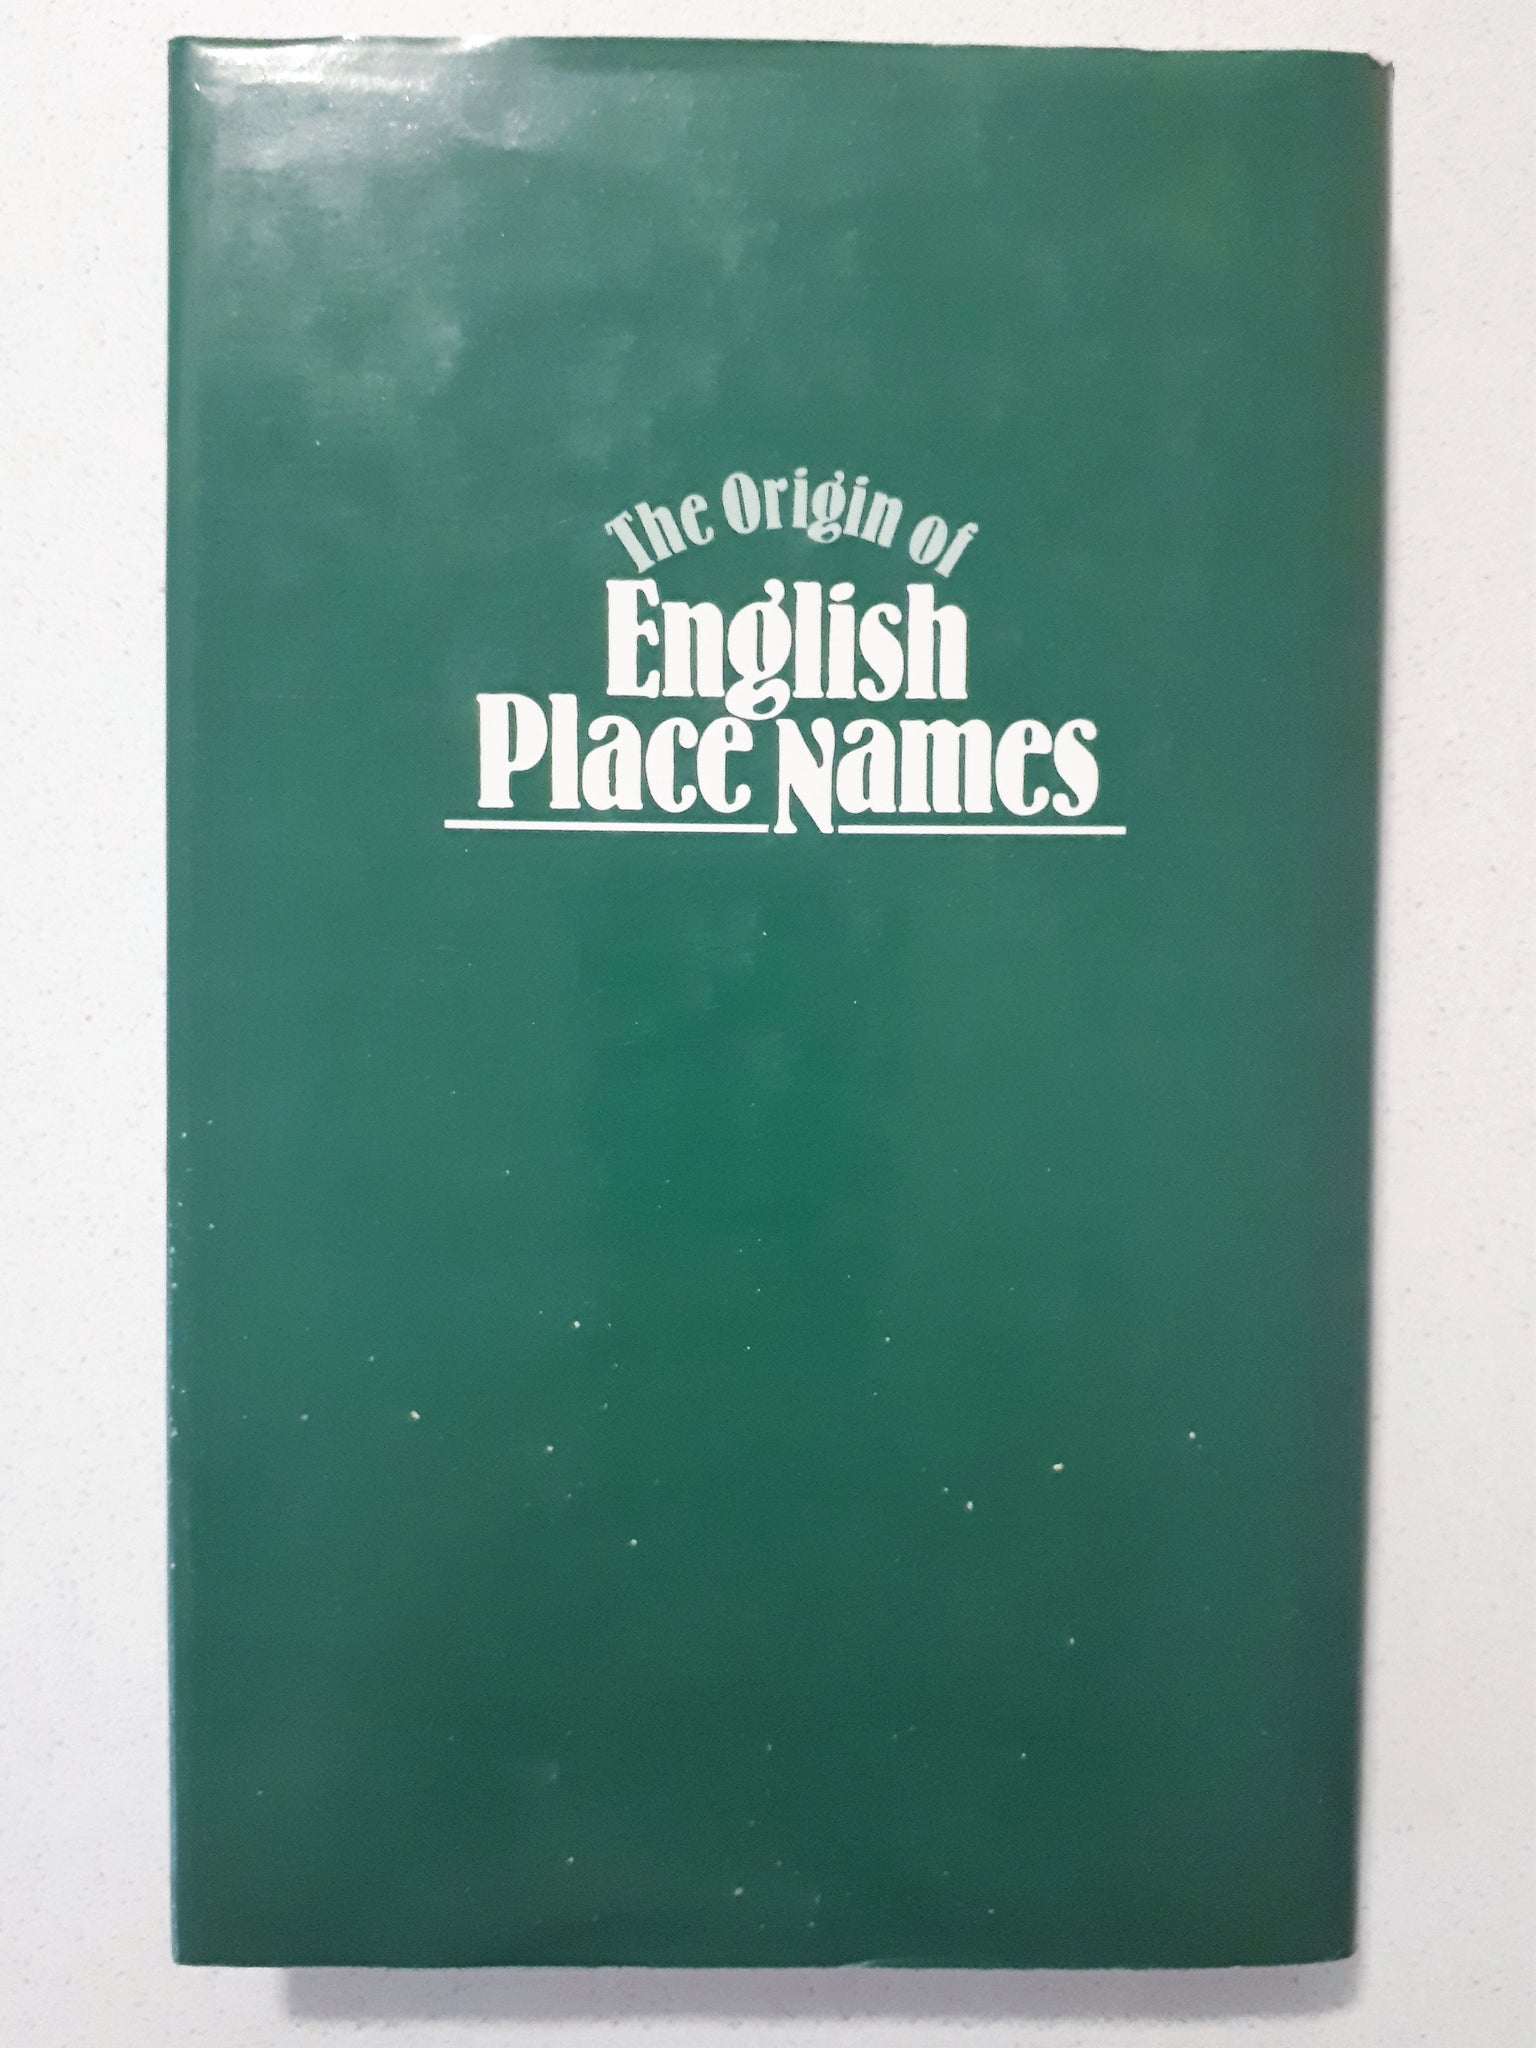 The Origin of
English
Place Names